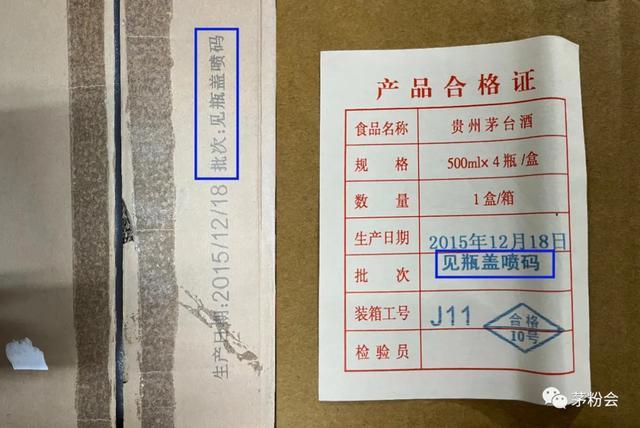 生产日期:2015/12/18 批次:见瓶盖喷码
产品合格证
食品名称 贵州茅台酒
规 格 500ml×4瓶/盒
数 量 1盒/箱
生产日期 2015年12月18日
批 次 见瓶盖喷码
装箱工号 J11
检验员
合格
10号
茅粉会